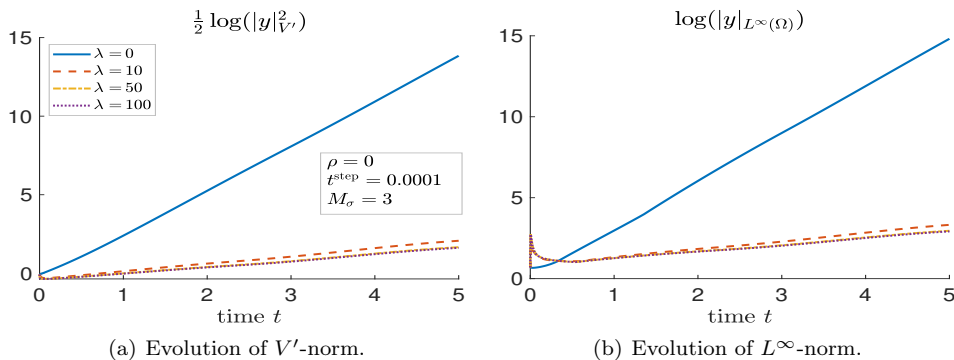 ½ log(|y|²_{V′})
15
10
5
0
λ = 0
λ = 10
λ = 50
λ = 100
ρ = 0
t^step = 0.0001
M_σ = 3
0 1 2 3 4 5
time t
(a) Evolution of V′-norm.
log(|y|_{L^∞(Ω)})
15
10
5
0
0 1 2 3 4 5
time t
(b) Evolution of L^∞-norm.